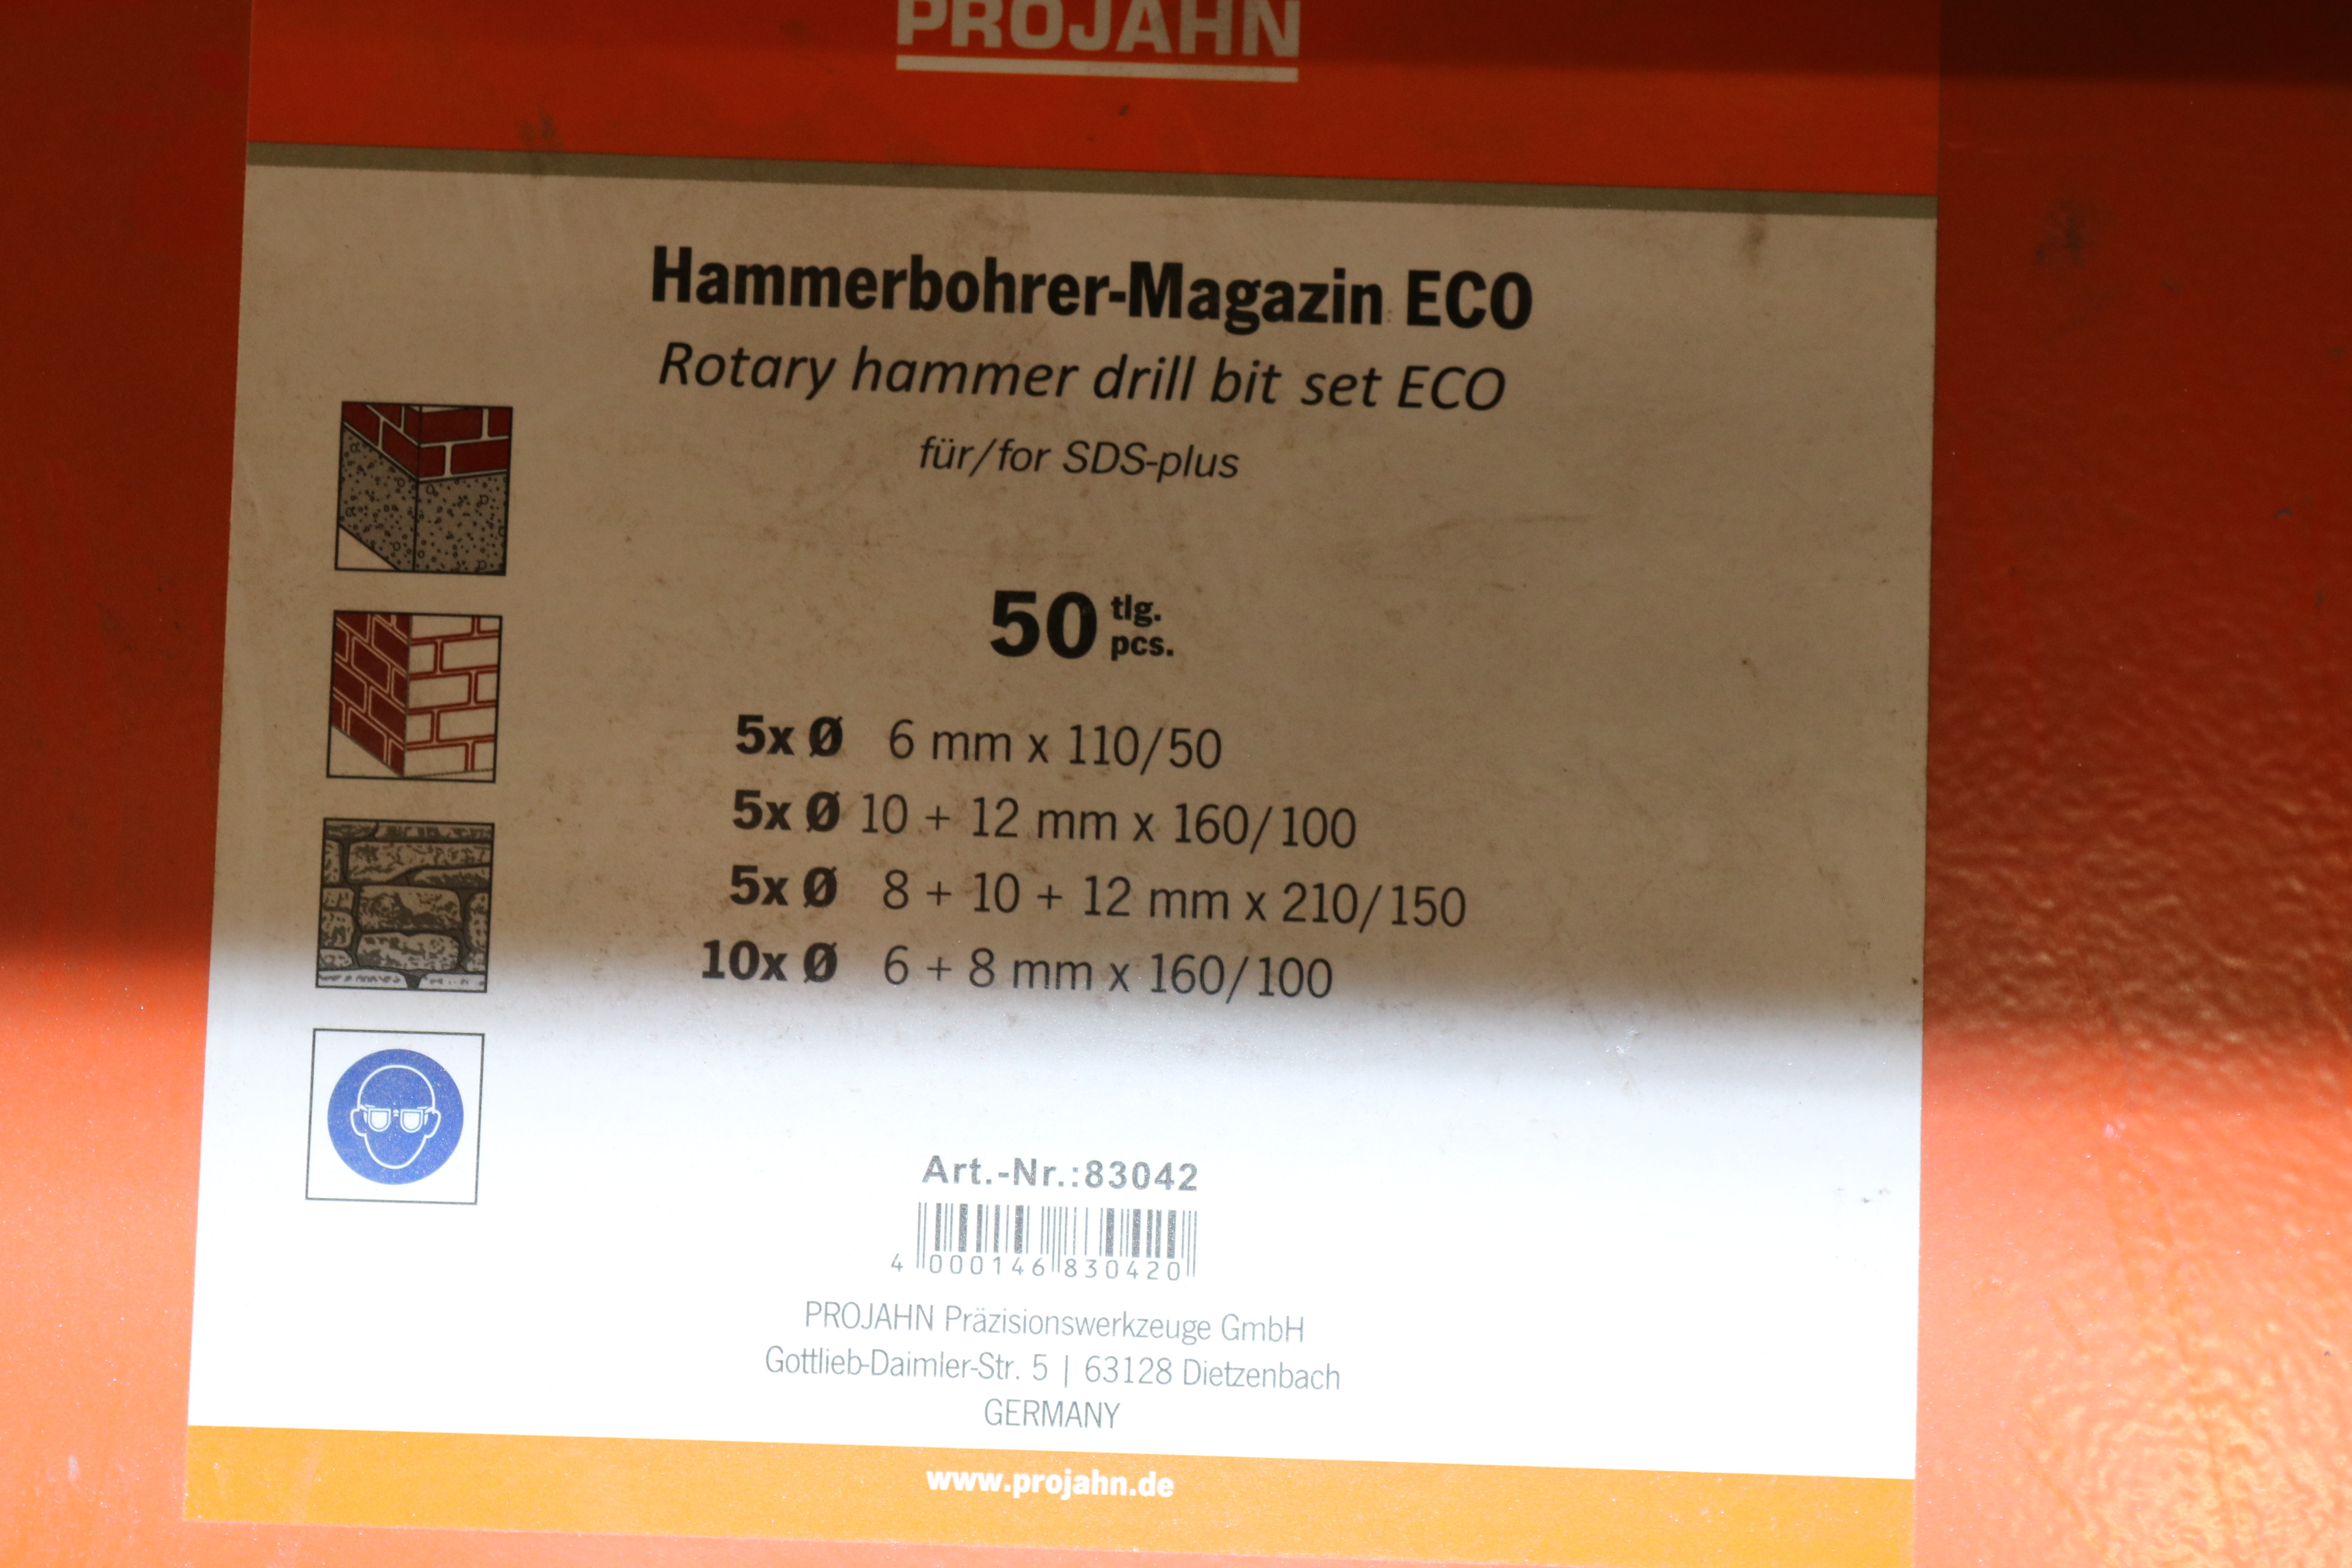 PROJAHN
Hammerbohrer-Magazin ECO
Rotary hammer drill bit set ECO
für/for SDS-plus
50 tlg.
pcs.
5x Ø 6 mm x 110/50
5x Ø 10 + 12 mm x 160/100
5x Ø 8 + 10 + 12 mm x 210/150
10x Ø 6 + 8 mm x 160/100
Art.-Nr.:83042
4 000146 830420
PROJAHN Präzisionswerkzeuge GmbH
Gottlieb-Daimler-Str. 5 | 63128 Dietzenbach
GERMANY
www.projahn.de